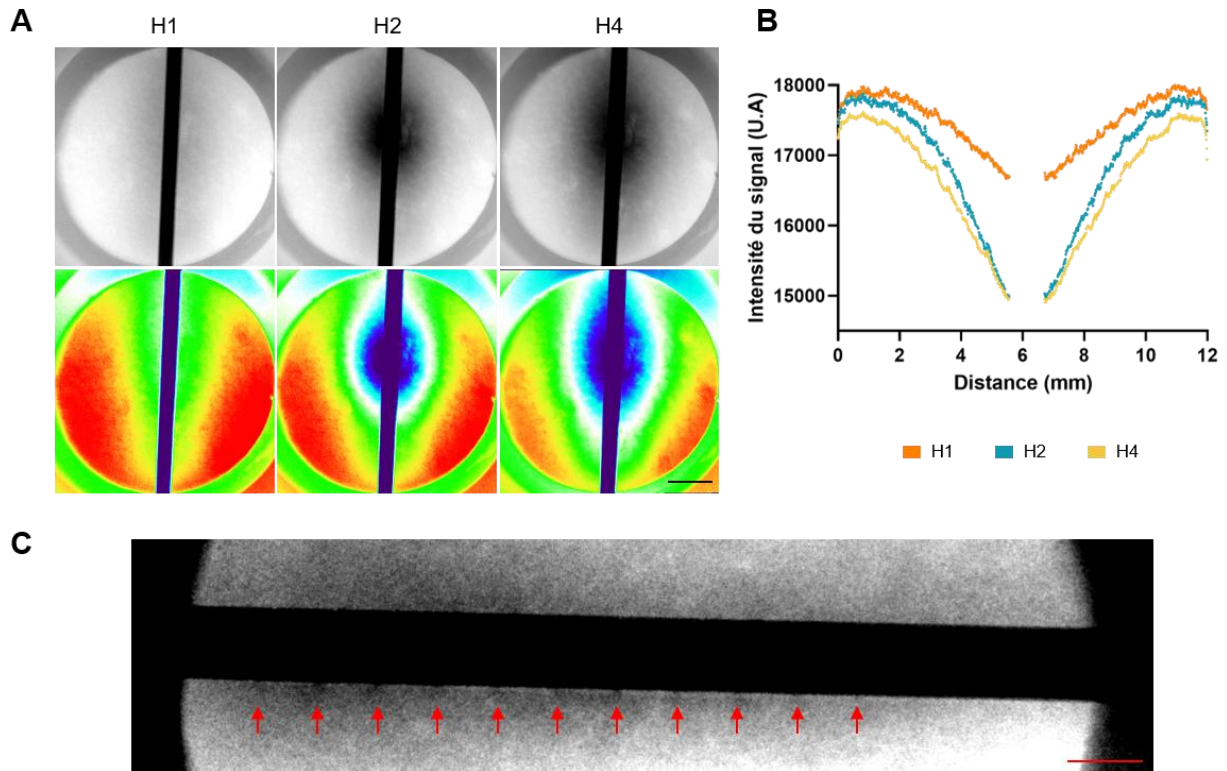 A
H1 H2 H4
B
18000
17000
16000
15000
Intensité du signal (U.A)
0 2 4 6 8 10 12
Distance (mm)
H1 H2 H4
C